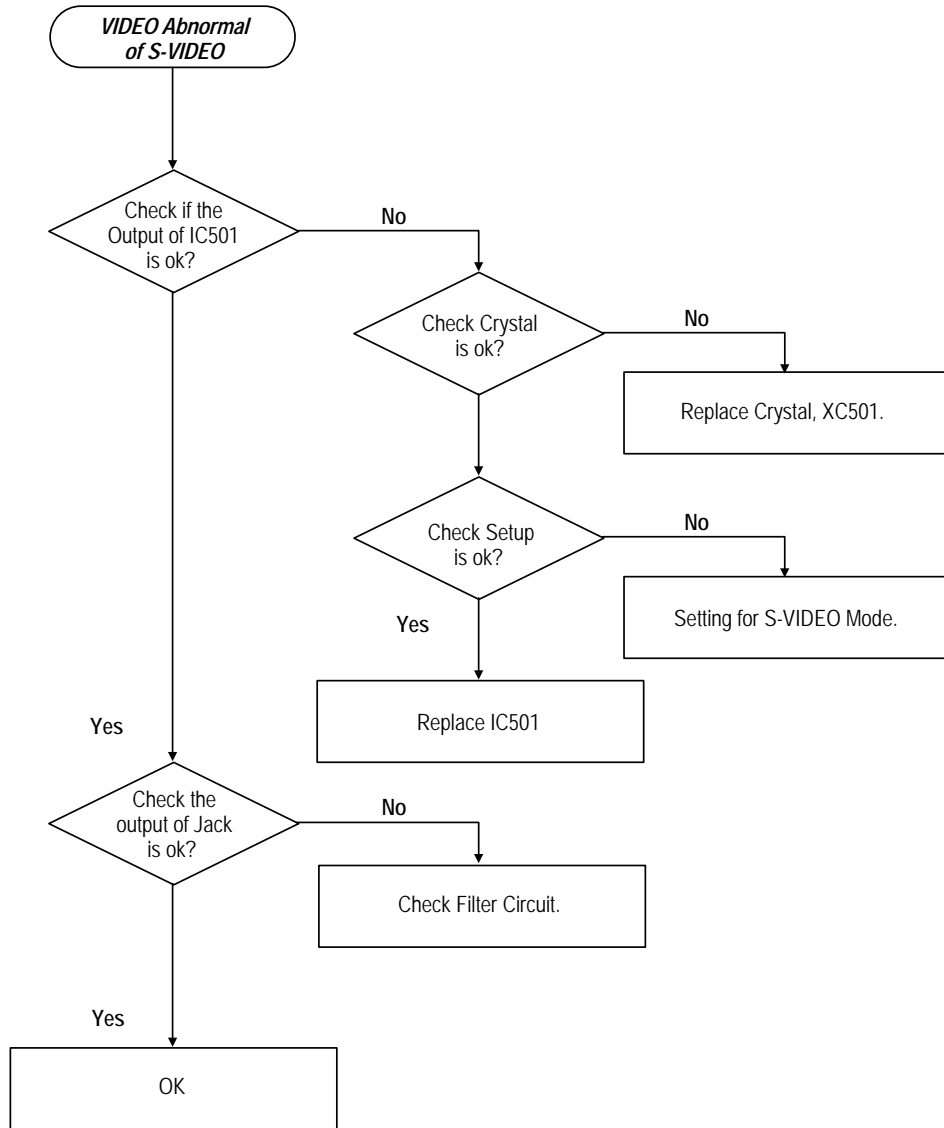 VIDEO Abnormal
of S-VIDEO
Check if the
Output of IC501
is ok?
No
Check Crystal
is ok?
No
Replace Crystal, XC501.
Check Setup
is ok?
No
Setting for S-VIDEO Mode.
Yes
Replace IC501
Yes
Check the
output of Jack
is ok?
No
Check Filter Circuit.
Yes
OK